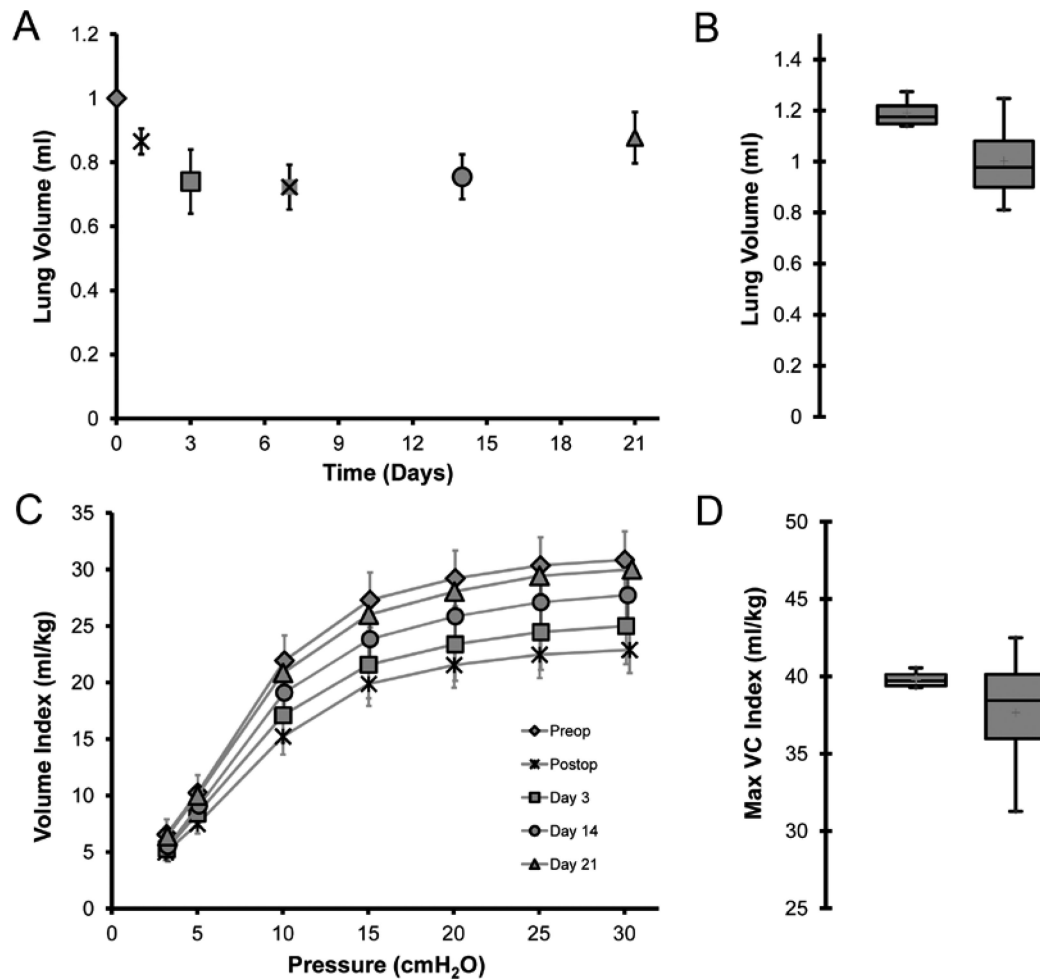 A
1.2
1
0.8
0.6
0.4
0.2
0
Lung Volume (ml)
0 3 6 9 12 15 18 21
Time (Days)
B
1.4
1.2
1
0.8
0.6
0.4
0.2
0
Lung Volume (ml)
C
35
30
25
20
15
10
5
0
Volume Index (ml/kg)
Preop
Postop
Day 3
Day 14
Day 21
0 5 10 15 20 25 30
Pressure (cmH₂O)
D
50
45
40
35
30
25
Max VC Index (ml/kg)